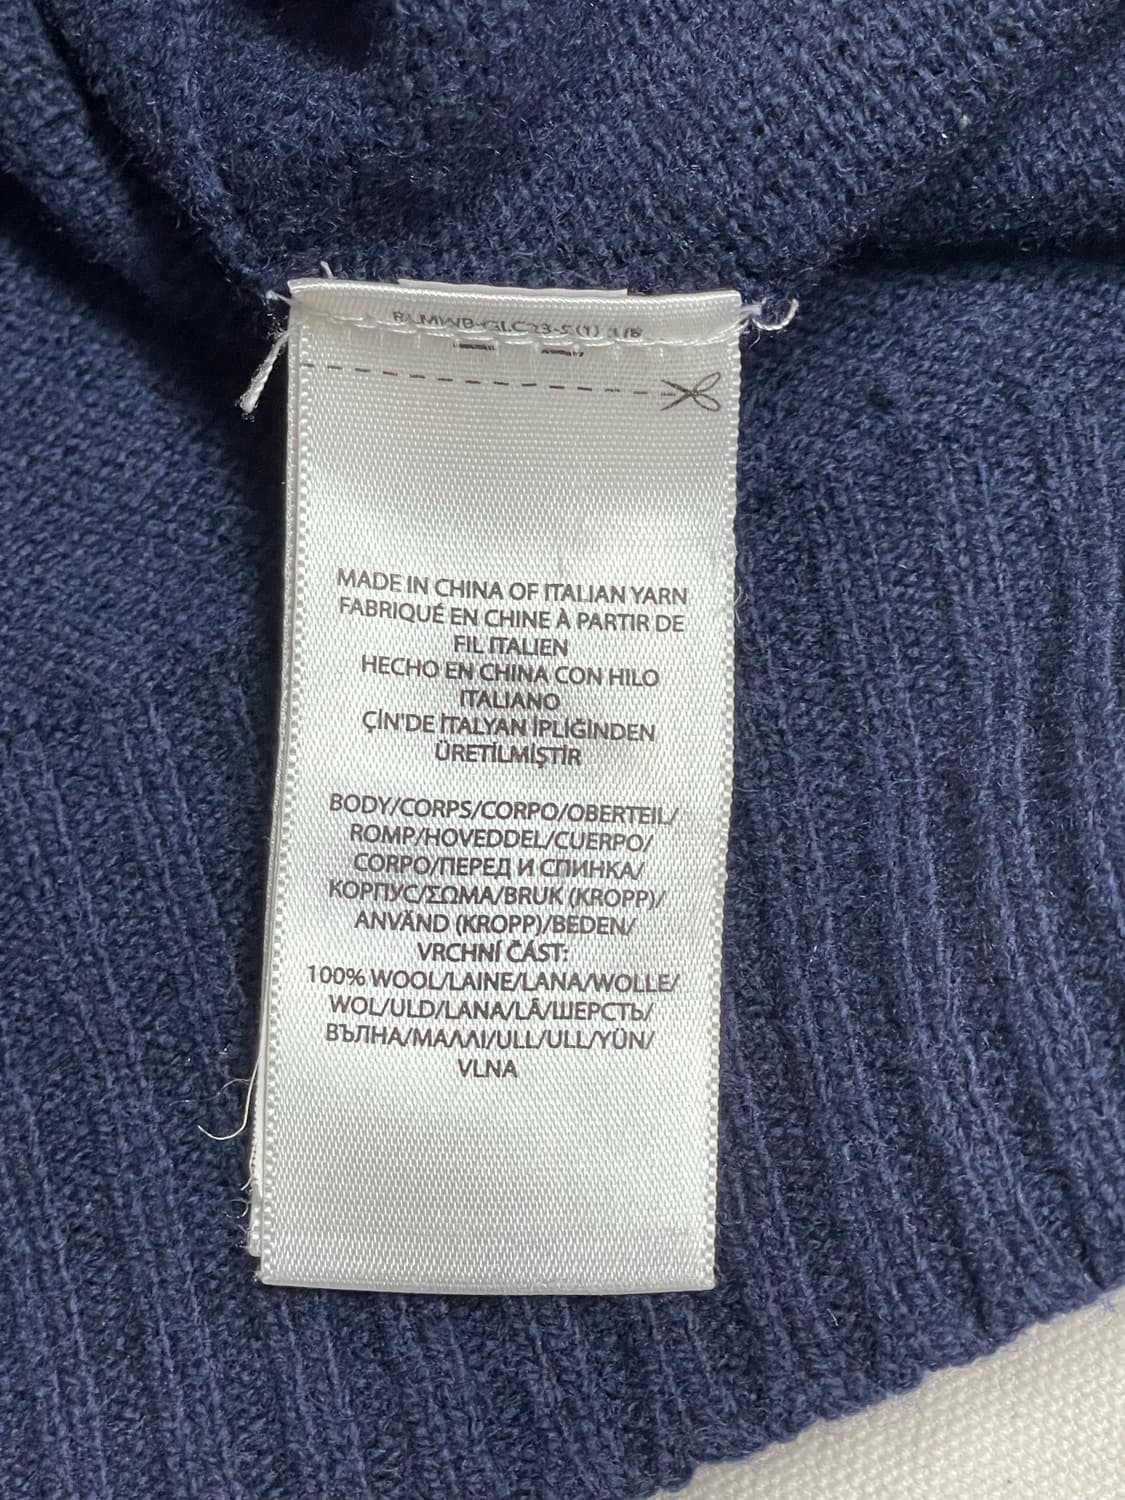 MADE IN CHINA OF ITALIAN YARN
FABRIQUÉ EN CHINE À PARTIR DE
FIL ITALIEN
HECHO EN CHINA CON HILO
ITALIANO
ÇİN'DE İTALYAN İPLİĞİNDEN
ÜRETİLMİŞTİR
BODY/CORPS/CORPO/OBERTEIL/
ROMP/HOVEDDEL/CUERPO/
CORPO/ПЕРЕД И СПИНКА/
КОРПУС/ΣΩΜΑ/BRUK (KROPP)/
ANVÄND (KROPP)/BEDEN/
VRCHNÍ ČÁST:
100% WOOL/LAINE/LANA/WOLLE/
WOL/ULD/LANA/LÃ/ШЕРСТЬ/
ВЪЛНА/ΜΑΛΛΙ/ULL/ULL/YÜN/
VLNA